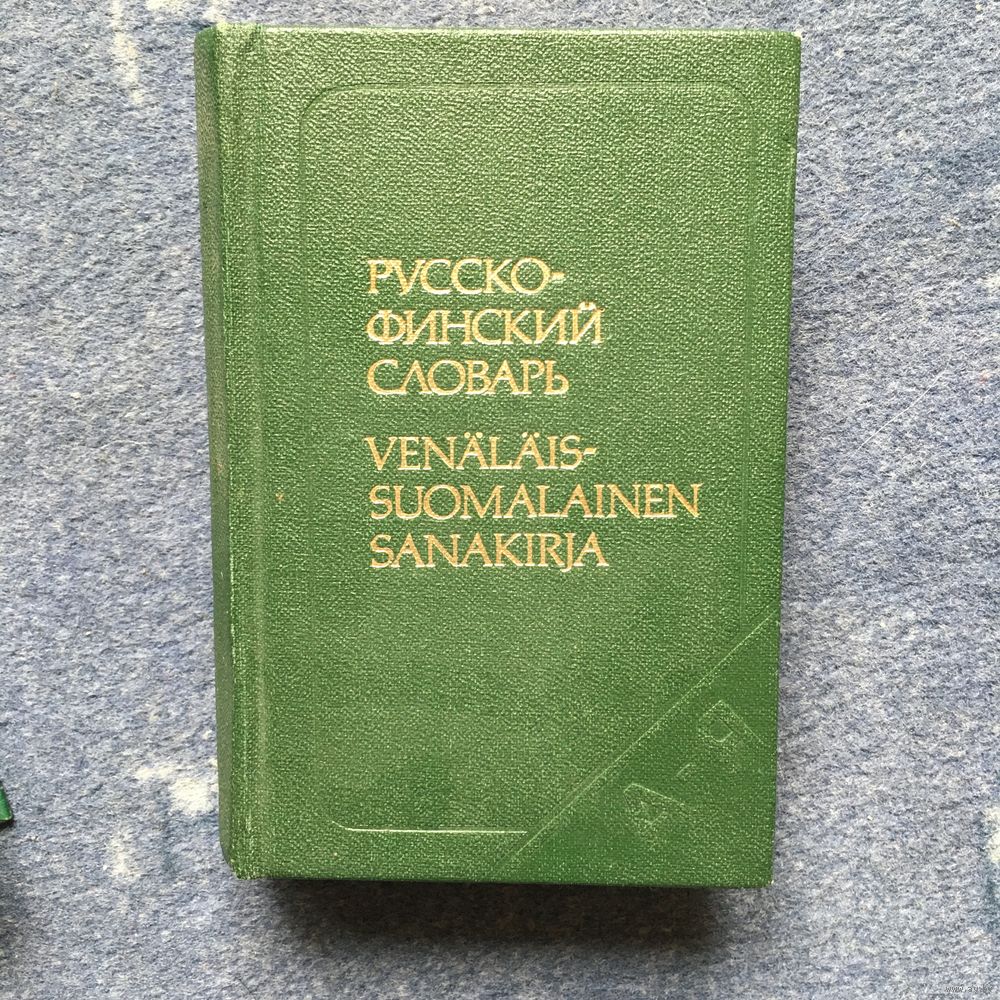 РУССКО-
ФИНСКИЙ
СЛОВАРЬ
VENÄLÄIS-
SUOMALAINEN
SANAKIRJA
А-Я